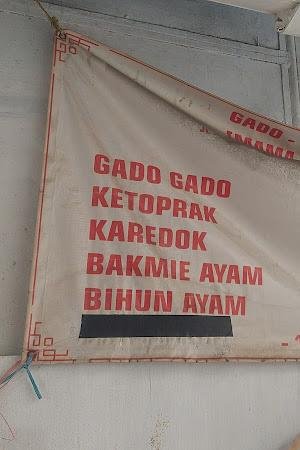 GADO -
GADO GADO
KETOPRAK
KAREDOK
BAKMIE AYAM
BIHUN AYAM